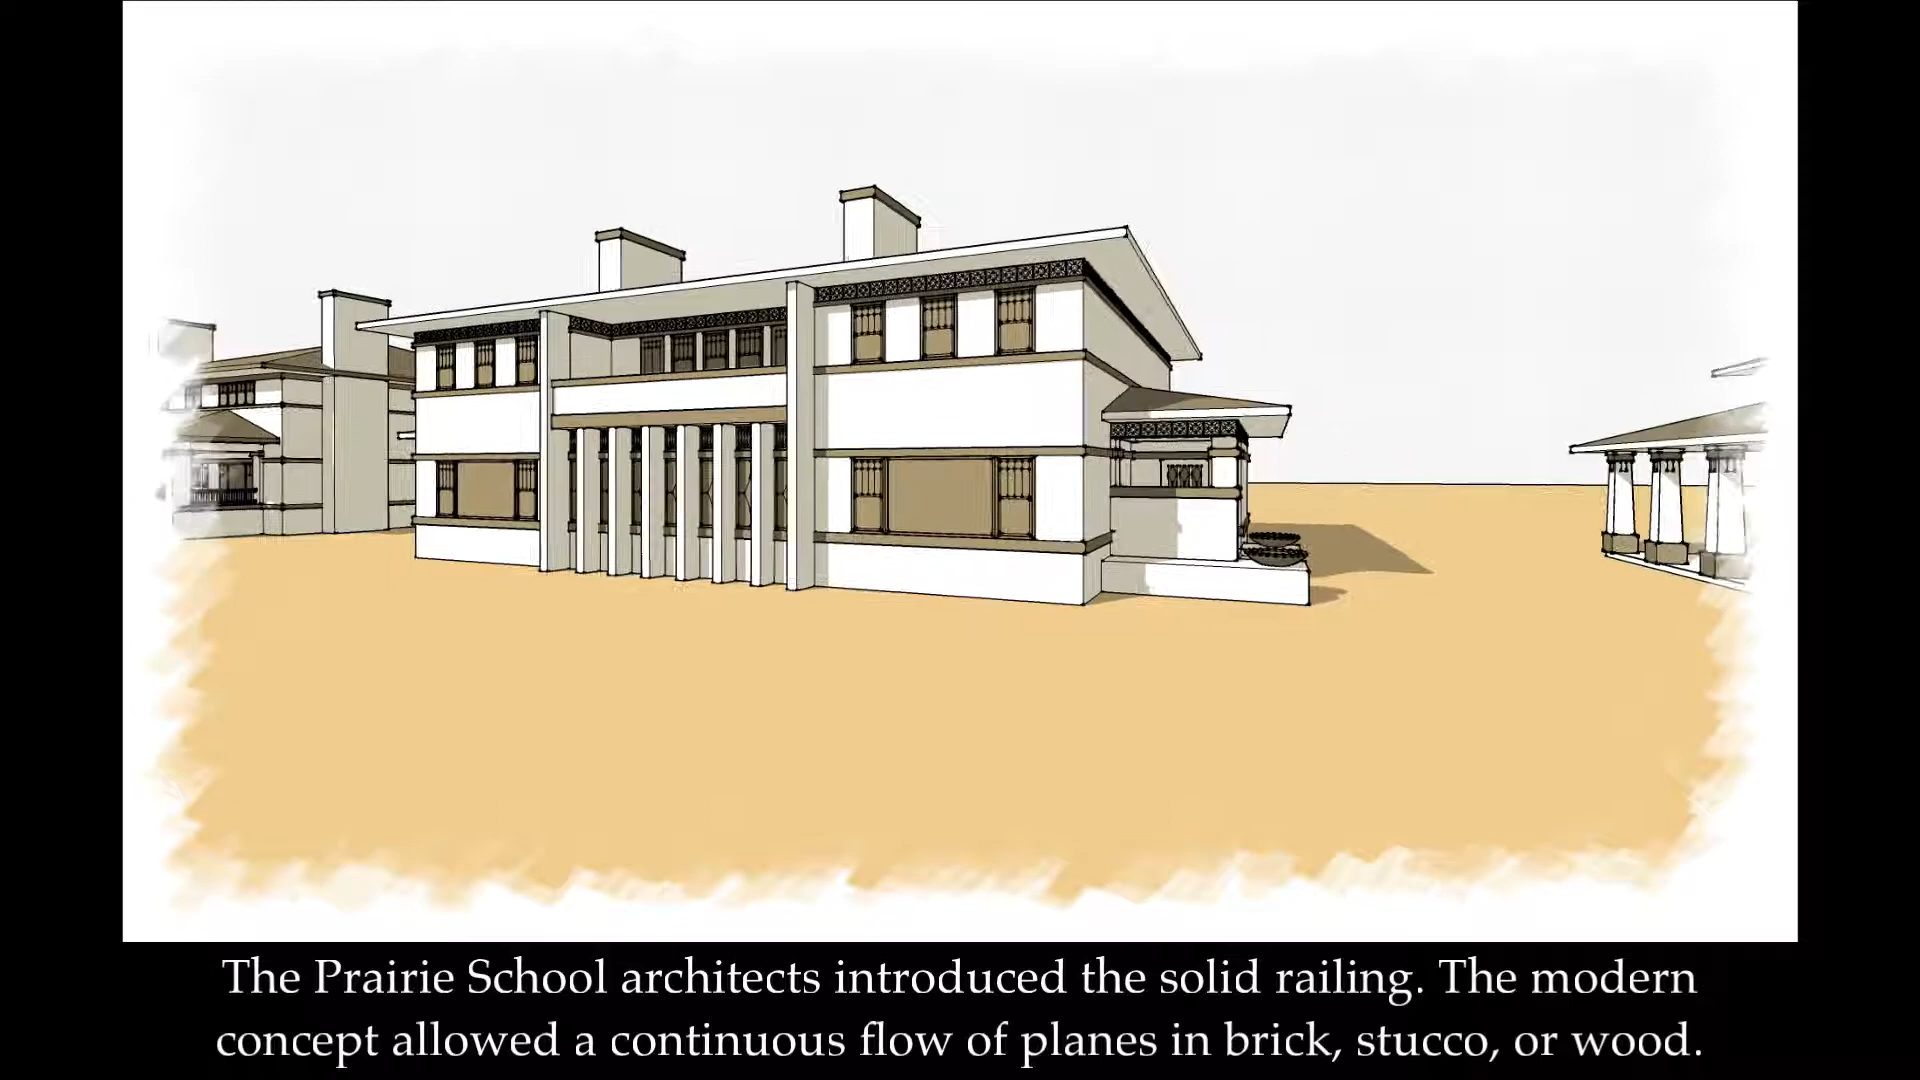 The Prairie School architects introduced the solid railing. The modern
concept allowed a continuous flow of planes in brick, stucco, or wood.